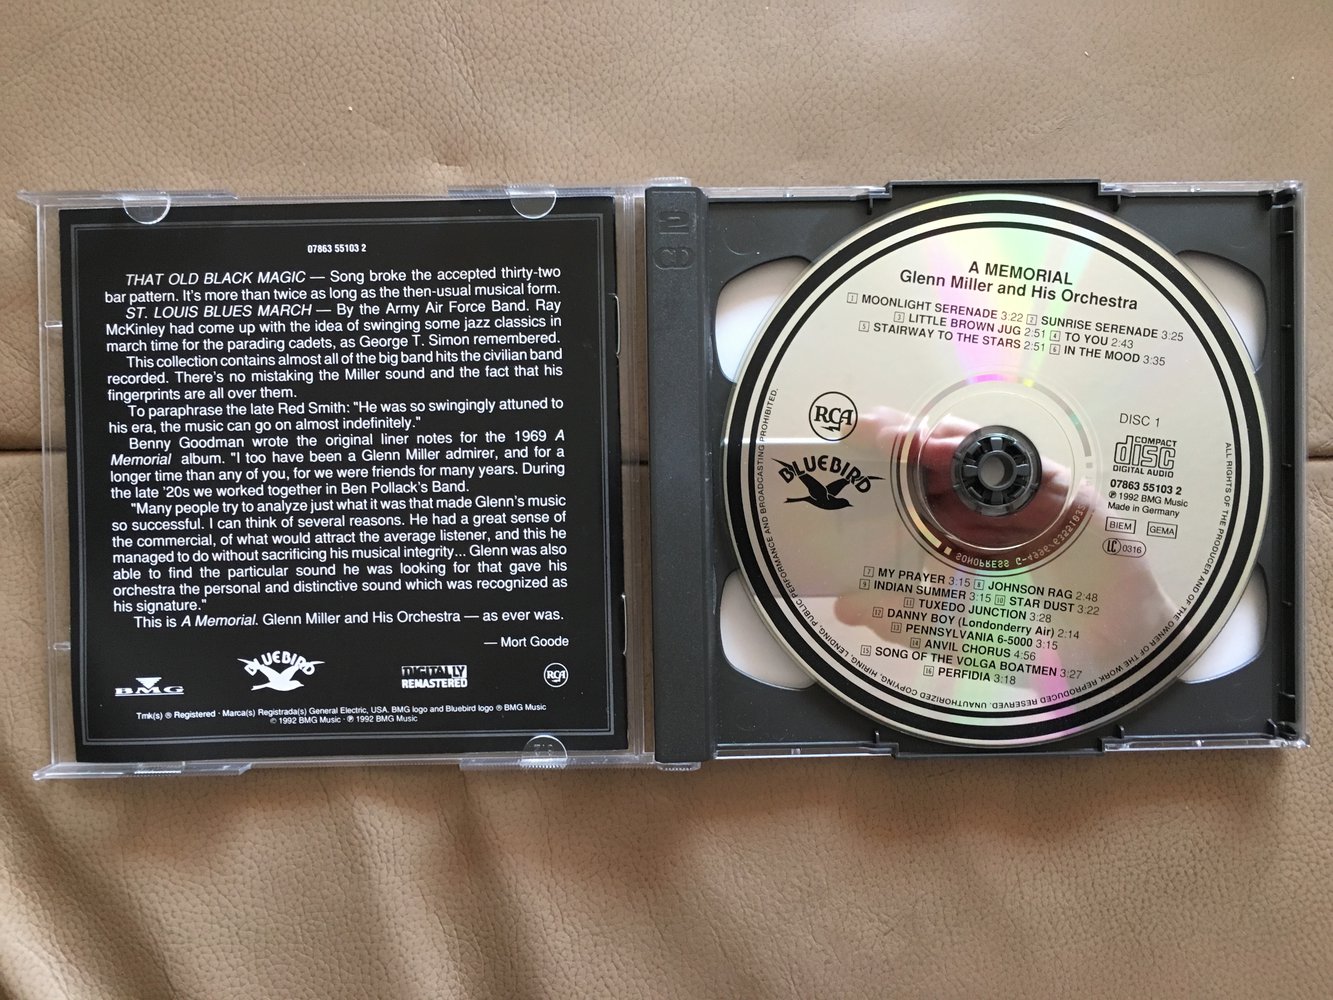 07863 55103 2
THAT OLD BLACK MAGIC — Song broke the accepted thirty-two
bar pattern. It's more than twice as long as the then-usual musical form.
ST. LOUIS BLUES MARCH — By the Army Air Force Band. Ray
McKinley had come up with the idea of swinging some jazz classics in
march time for the parading cadets, as George T. Simon remembered.
This collection contains almost all of the big band hits the civilian band
recorded. There's no mistaking the Miller sound and the fact that his
fingerprints are all over them.
To paraphrase the late Red Smith: "He was so swingingly attuned to
his era, the music can go on almost indefinitely."
Benny Goodman wrote the original liner notes for the 1969 A
Memorial album. "I too have been a Glenn Miller admirer, and for a
longer time than any of you, for we were friends for many years. During
the late '20s we worked together in Ben Pollack's Band.
"Many people try to analyze just what it was that made Glenn's music
so successful. I can think of several reasons. He had a great sense of
the commercial, of what would attract the average listener, and this he
managed to do without sacrificing his musical integrity... Glenn was also
able to find the particular sound he was looking for that gave his
orchestra the personal and distinctive sound which was recognized as
his signature."
This is A Memorial. Glenn Miller and His Orchestra — as ever was.
— Mort Goode
BMG
BLUEBIRD
DIGITALLY
REMASTERED
RCA
Tmk(s) ® Registered · Marca(s) Registrada(s) General Electric, USA. BMG logo and Bluebird logo ® BMG Music
© 1992 BMG Music · ℗ 1992 BMG Music
2
CD
A MEMORIAL
Glenn Miller and His Orchestra
1 MOONLIGHT SERENADE 3:22 2 SUNRISE SERENADE 3:25
3 LITTLE BROWN JUG 2:51 4 TO YOU 2:43
5 STAIRWAY TO THE STARS 2:51 6 IN THE MOOD 3:35
RCA
BLUEBIRD
DISC 1
COMPACT
disc
DIGITAL AUDIO
07863 55103 2
℗ 1992 BMG Music
Made in Germany
BIEM GEMA
LC 0316
7 MY PRAYER 3:15 8 JOHNSON RAG 2:48
9 INDIAN SUMMER 3:15 10 STAR DUST 3:22
11 TUXEDO JUNCTION 3:28
12 DANNY BOY (Londonderry Air) 2:14
13 PENNSYLVANIA 6-5000 3:15
14 ANVIL CHORUS 4:56
15 SONG OF THE VOLGA BOATMEN 3:27
16 PERFIDIA 3:18
ALL RIGHTS OF THE PRODUCER AND OF THE OWNER OF THE WORK REPRODUCED RESERVED. UNAUTHORIZED COPYING, HIRING, LENDING, PUBLIC PERFORMANCE AND BROADCASTING PROHIBITED.
SONOPRESS